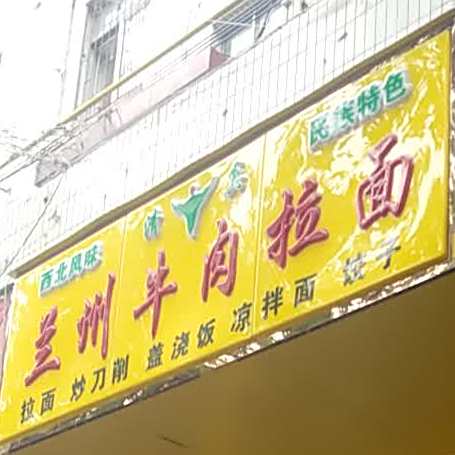 西北风味 清真 民族特色
兰州牛肉拉面
拉面 炒刀削 盖浇饭 凉拌面 饺子